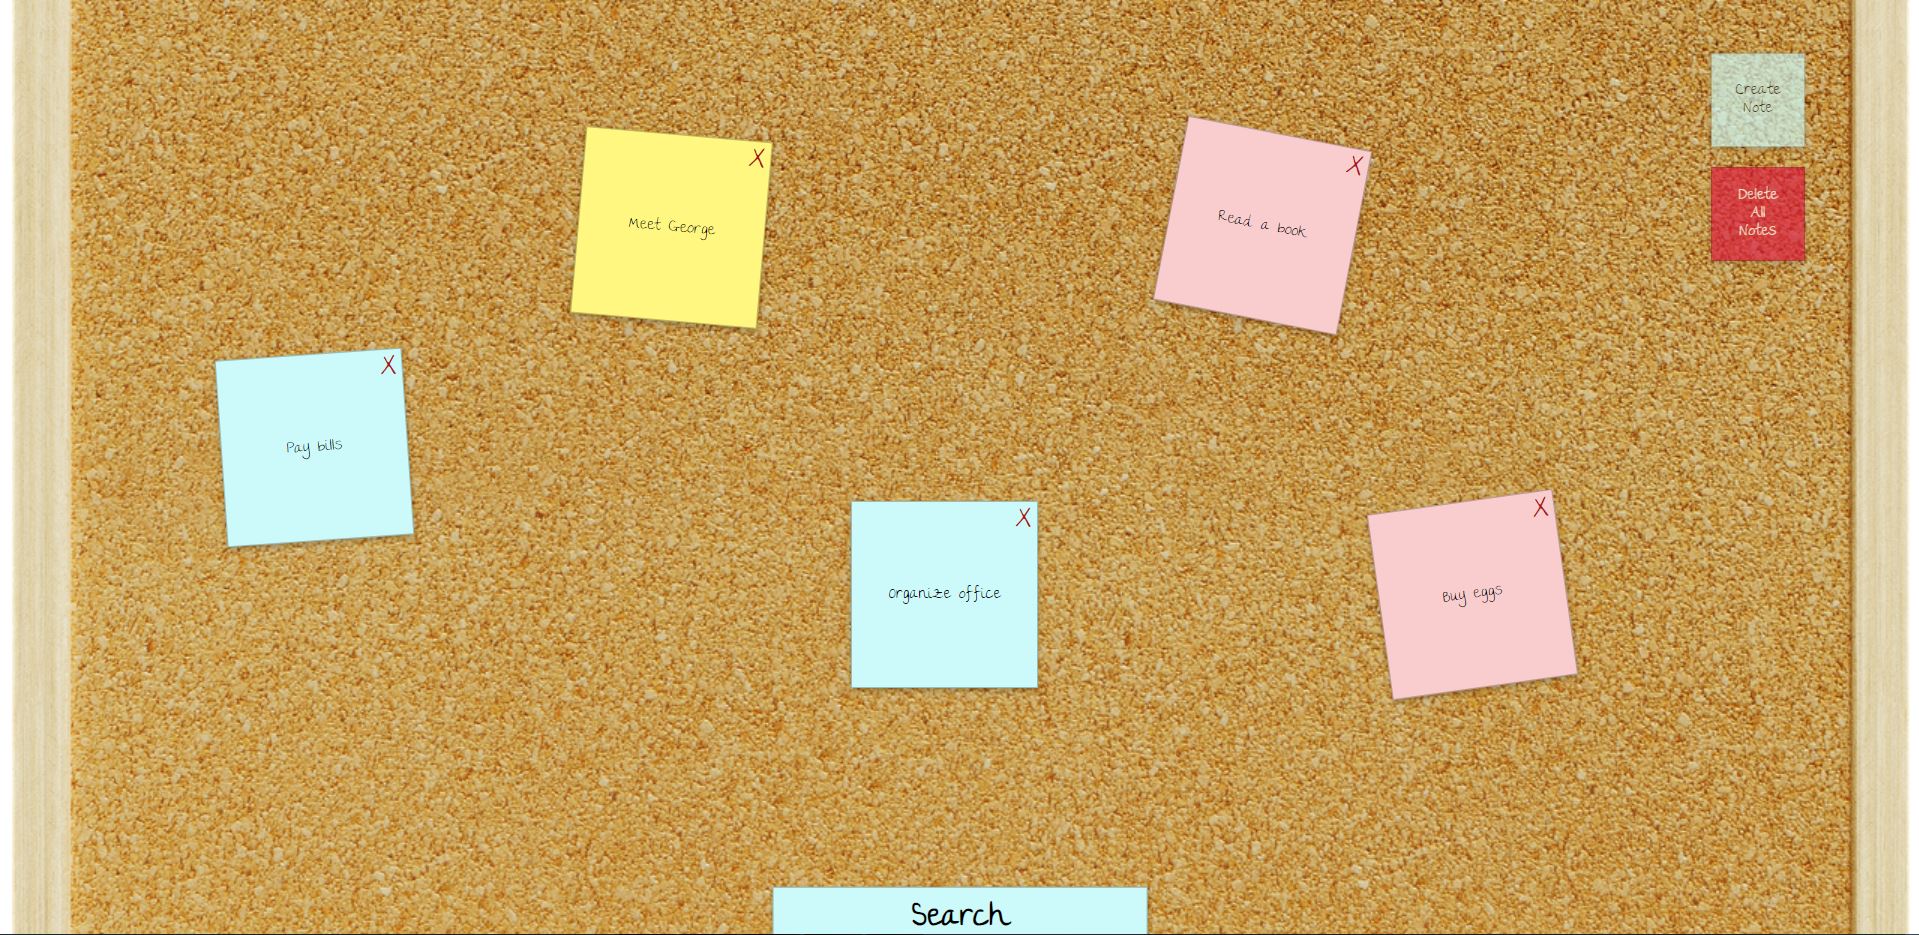 Create
Note
X
Meet George
X
Read a book
Delete
All
Notes
X
Pay bills
X
Organize office
X
Buy eggs
Search